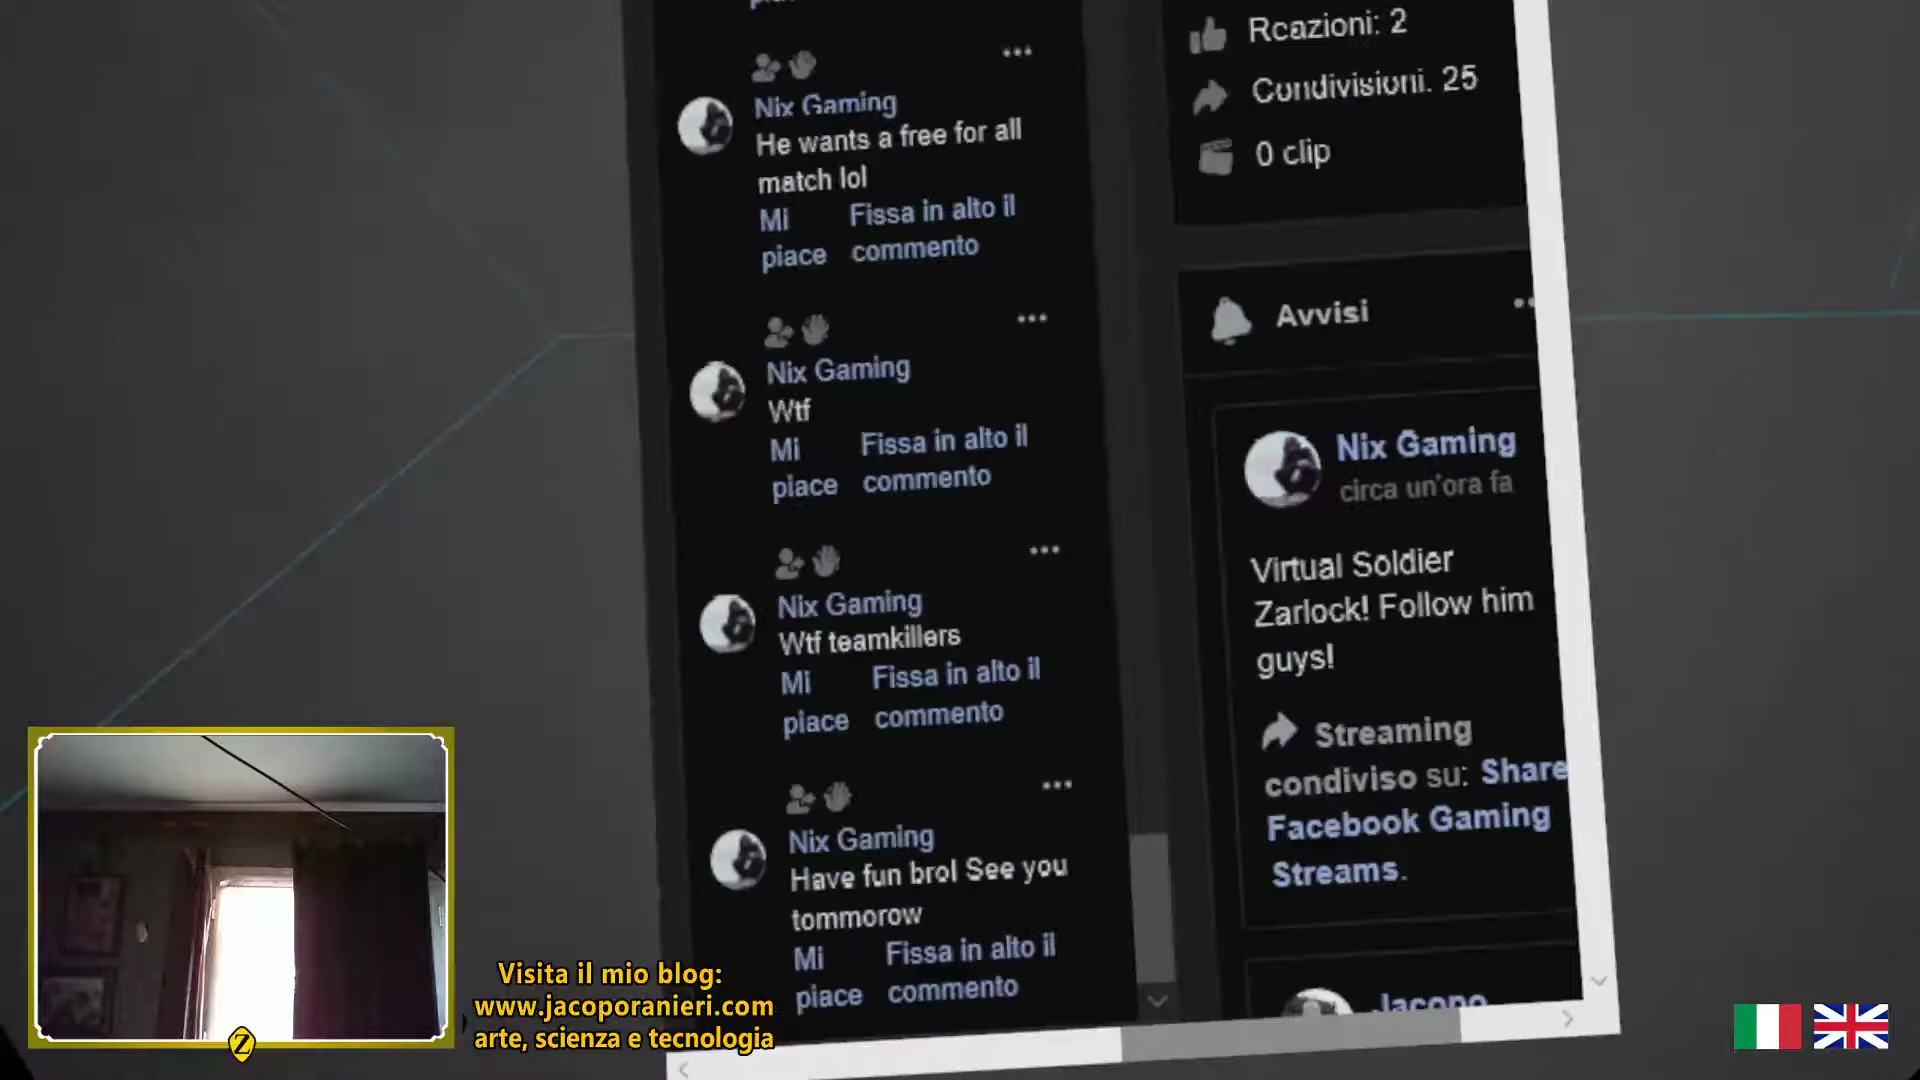 Nix Gaming
He wants a free for all
match lol
Mi piace
Fissa in alto il
commento
Nix Gaming
Wtf
Mi piace
Fissa in alto il
commento
Nix Gaming
Wtf teamkillers
Mi piace
Fissa in alto il
commento
Nix Gaming
Have fun bro! See you
tommorow
Mi piace
Fissa in alto il
commento
Reazioni: 2
Condivisioni: 25
0 clip
Avvisi
Nix Gaming
circa un'ora fa
Virtual Soldier
Zarlock! Follow him
guys!
Streaming
condiviso su: Share
Facebook Gaming
Streams.
Jacopo
Visita il mio blog:
www.jacoporanieri.com
arte, scienza e tecnologia
Z